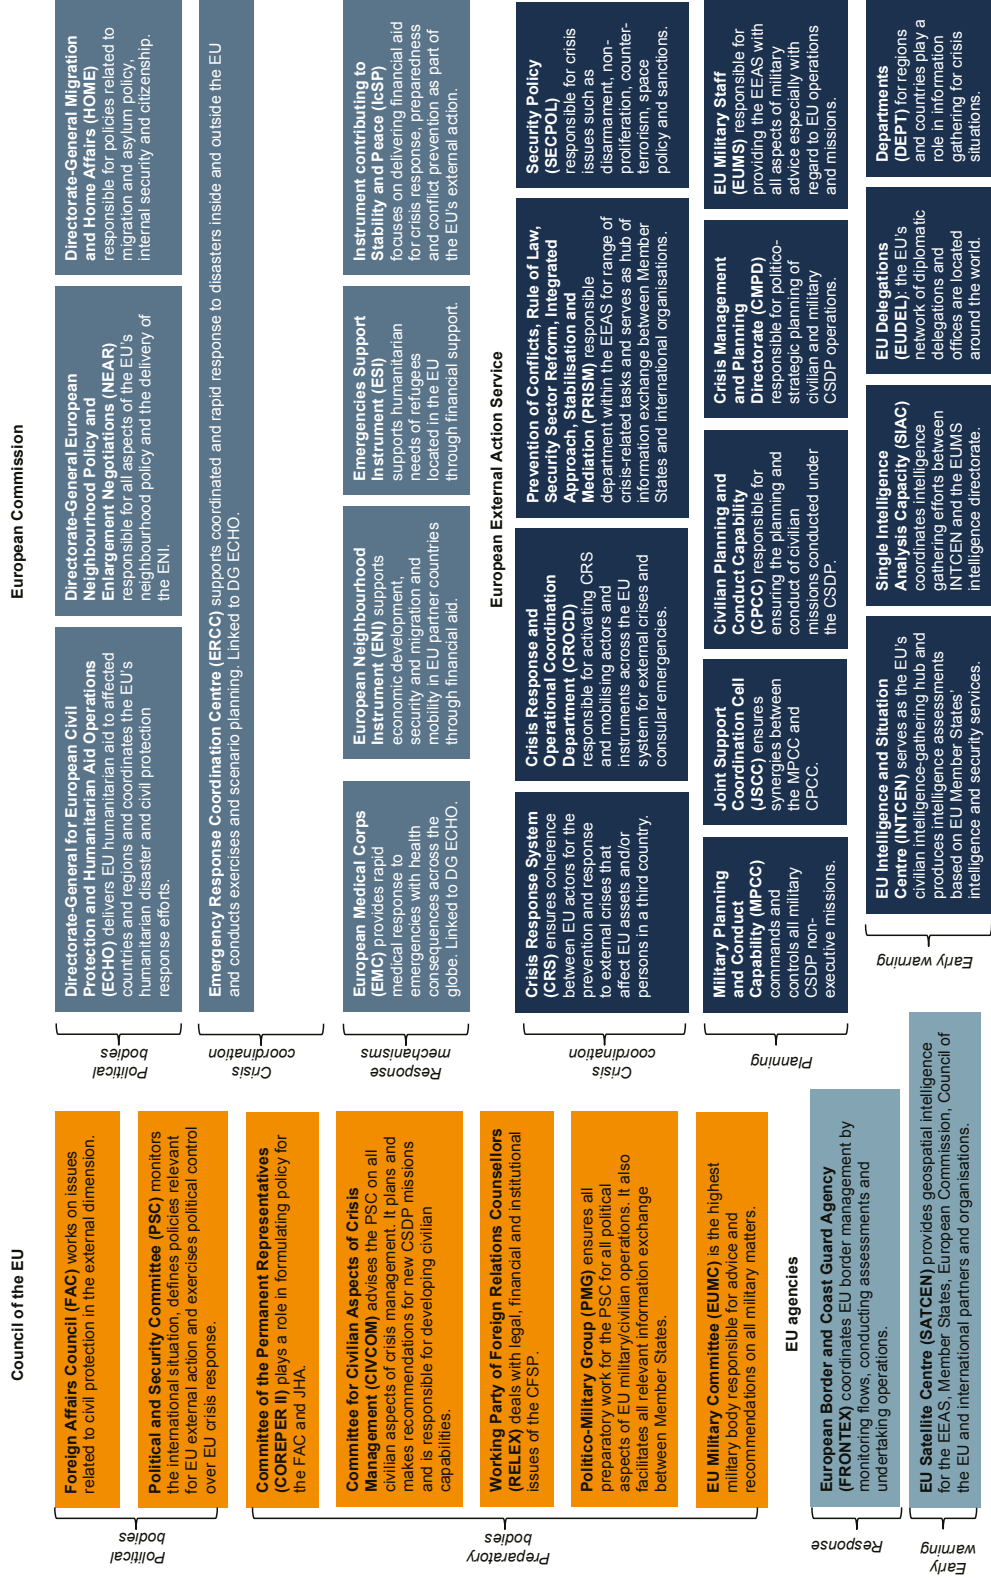 Council of the EU
Political
bodies
Foreign Affairs Council (FAC) works on issues
related to civil protection in the external dimension.
Political and Security Committee (PSC) monitors
the international situation, defines policies relevant
for EU external action and exercises political control
over EU crisis response.
Preparatory
bodies
Committee of the Permanent Representatives
(COREPER II) plays a role in formulating policy for
the FAC and JHA.
Committee for Civilian Aspects of Crisis
Management (CIVCOM) advises the PSC on all
civilian aspects of crisis management. It plans and
makes recommendations for new CSDP missions
and is responsible for developing civilian
capabilities.
Working Party of Foreign Relations Counsellors
(RELEX) deals with legal, financial and institutional
issues of the CFSP.
Politico-Military Group (PMG) ensures all
preparatory work for the PSC for all political
aspects of EU military/civilian operations. It also
facilitates all relevant information exchange
between Member States.
EU Military Committee (EUMC) is the highest
military body responsible for advice and
recommendations on all military matters.
EU agencies
Response
European Border and Coast Guard Agency
(FRONTEX) coordinates EU border management by
monitoring flows, conducting assessments and
undertaking operations.
Early
warning
EU Satellite Centre (SATCEN) provides geospatial intelligence
for the EEAS, Member States, European Commission, Council of
the EU and international partners and organisations.
European Commission
Political
bodies
Directorate-General for European Civil
Protection and Humanitarian Aid Operations
(ECHO) delivers EU humanitarian aid to affected
countries and regions and coordinates the EU's
humanitarian disaster and civil protection
response efforts.
Directorate-General European
Neighbourhood Policy and
Enlargement Negotiations (NEAR)
responsible for all aspects of the EU's
neighbourhood policy and the delivery of
the ENI.
Directorate-General Migration
and Home Affairs (HOME)
responsible for policies related to
migration and asylum policy,
internal security and citizenship.
Crisis
coordination
Emergency Response Coordination Centre (ERCC) supports coordinated and rapid response to disasters inside and outside the EU
and conducts exercises and scenario planning. Linked to DG ECHO.
Response
mechanisms
European Medical Corps
(EMC) provides rapid
medical response to
emergencies with health
consequences across the
globe. Linked to DG ECHO.
European Neighbourhood
Instrument (ENI) supports
economic development,
security and migration and
mobility in EU partner countries
through financial aid.
Emergencies Support
Instrument (ESI)
supports humanitarian
needs of refugees
located in the EU
through financial support.
Instrument contributing to
Stability and Peace (IcSP)
focuses on delivering financial aid
for crisis response, preparedness
and conflict prevention as part of
the EU's external action.
European External Action Service
Crisis
coordination
Crisis Response System
(CRS) ensures coherence
between EU actors for the
prevention and response
to external crises that
affect EU assets and/or
persons in a third country.
Crisis Response and
Operational Coordination
Department (CROCD)
responsible for activating CRS
and mobilising actors and
instruments across the EU
system for external crises and
consular emergencies.
Prevention of Conflicts, Rule of Law,
Security Sector Reform, Integrated
Approach, Stabilisation and
Mediation (PRISM) responsible
department within the EEAS for range of
crisis-related tasks and serves as hub of
information exchange between Member
States and international organisations.
Security Policy
(SECPOL)
responsible for crisis
issues such as
disarmament, non-
proliferation, counter-
terrorism, space
policy and sanctions.
Planning
Military Planning
and Conduct
Capability (MPCC)
commands and
controls all military
CSDP non-
executive missions.
Joint Support
Coordination Cell
(JSCC) ensures
synergies between
the MPCC and
CPCC.
Civilian Planning and
Conduct Capability
(CPCC) responsible for
ensuring the planning and
conduct of civilian
missions conducted under
the CSDP.
Crisis Management
and Planning
Directorate (CMPD)
responsible for politico-
strategic planning of
civilian and military
CSDP operations.
EU Military Staff
(EUMS) responsible for
providing the EEAS with
all aspects of military
advice especially with
regard to EU operations
and missions.
Early warning
EU Intelligence and Situation
Centre (INTCEN) serves as the EU's
civilian intelligence-gathering hub and
produces intelligence assessments
based on EU Member States'
intelligence and security services.
Single Intelligence
Analysis Capacity (SIAC)
coordinates intelligence
gathering efforts between
INTCEN and the EUMS
intelligence directorate.
EU Delegations
(EUDEL): the EU's
network of diplomatic
delegations and
offices are located
around the world.
Departments
(DEPT) for regions
and countries play a
role in information
gathering for crisis
situations.